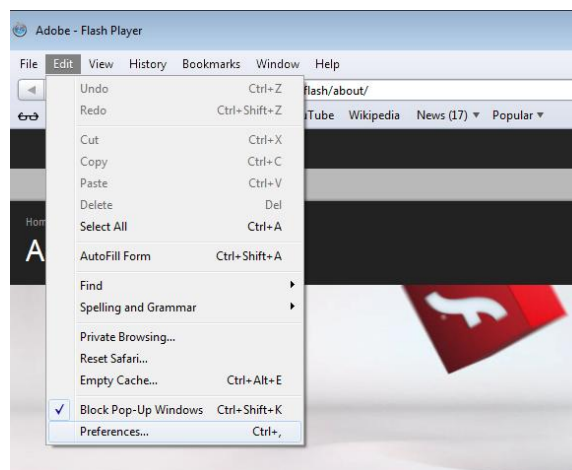 Adobe - Flash Player
File Edit View History Bookmarks Window Help
flash/about/
Tube Wikipedia News (17) ▾ Popular ▾
Undo Ctrl+Z
Redo Ctrl+Shift+Z
Cut Ctrl+X
Copy Ctrl+C
Paste Ctrl+V
Delete Del
Hom
Select All Ctrl+A
A
AutoFill Form Ctrl+Shift+A
Find
Spelling and Grammar
Private Browsing...
Reset Safari...
Empty Cache... Ctrl+Alt+E
✓ Block Pop-Up Windows Ctrl+Shift+K
Preferences... Ctrl+,